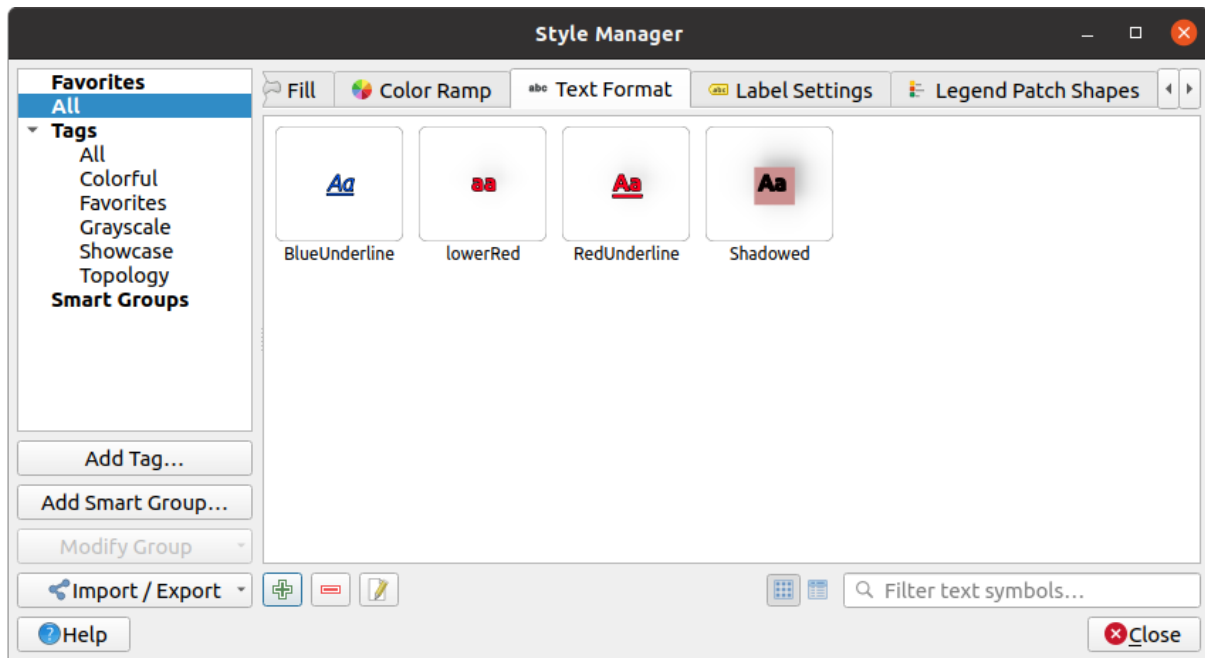 Style Manager
Favorites
All
Tags
All
Colorful
Favorites
Grayscale
Showcase
Topology
Smart Groups
Add Tag...
Add Smart Group...
Modify Group
Import / Export
Help
Fill
Color Ramp
abc Text Format
abc Label Settings
Legend Patch Shapes
Aa
BlueUnderline
aa
lowerRed
Aa
RedUnderline
Aa
Shadowed
Filter text symbols...
Close